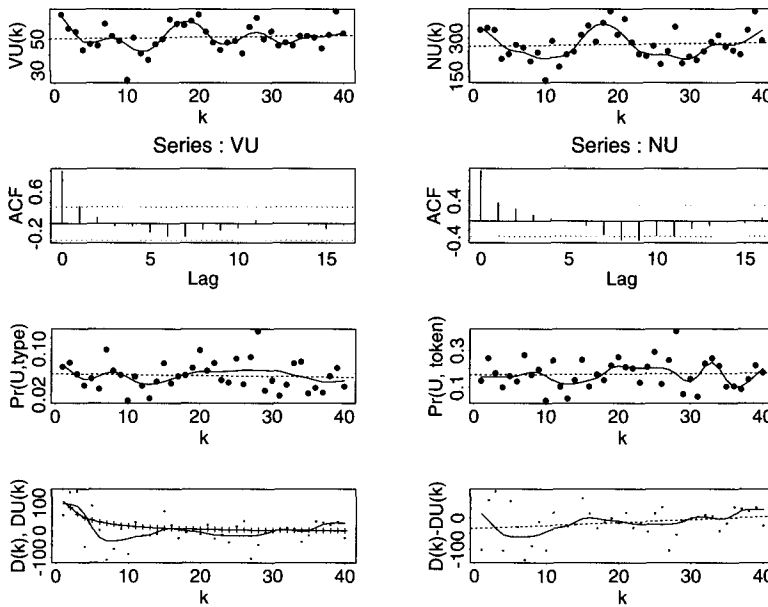 VU(k)
30 50
0 10 20 30 40
k
NU(k)
150 300
0 10 20 30 40
k
Series : VU
ACF
-0.2 0.6
0 5 10 15
Lag
Series : NU
ACF
-0.4 0.4
0 5 10 15
Lag
Pr(U,type)
0.02 0.10
0 10 20 30 40
k
Pr(U, token)
0.1 0.3
0 10 20 30 40
k
D(k), DU(k)
-100 0 100
0 10 20 30 40
k
D(k)-DU(k)
-100 0
0 10 20 30 40
k